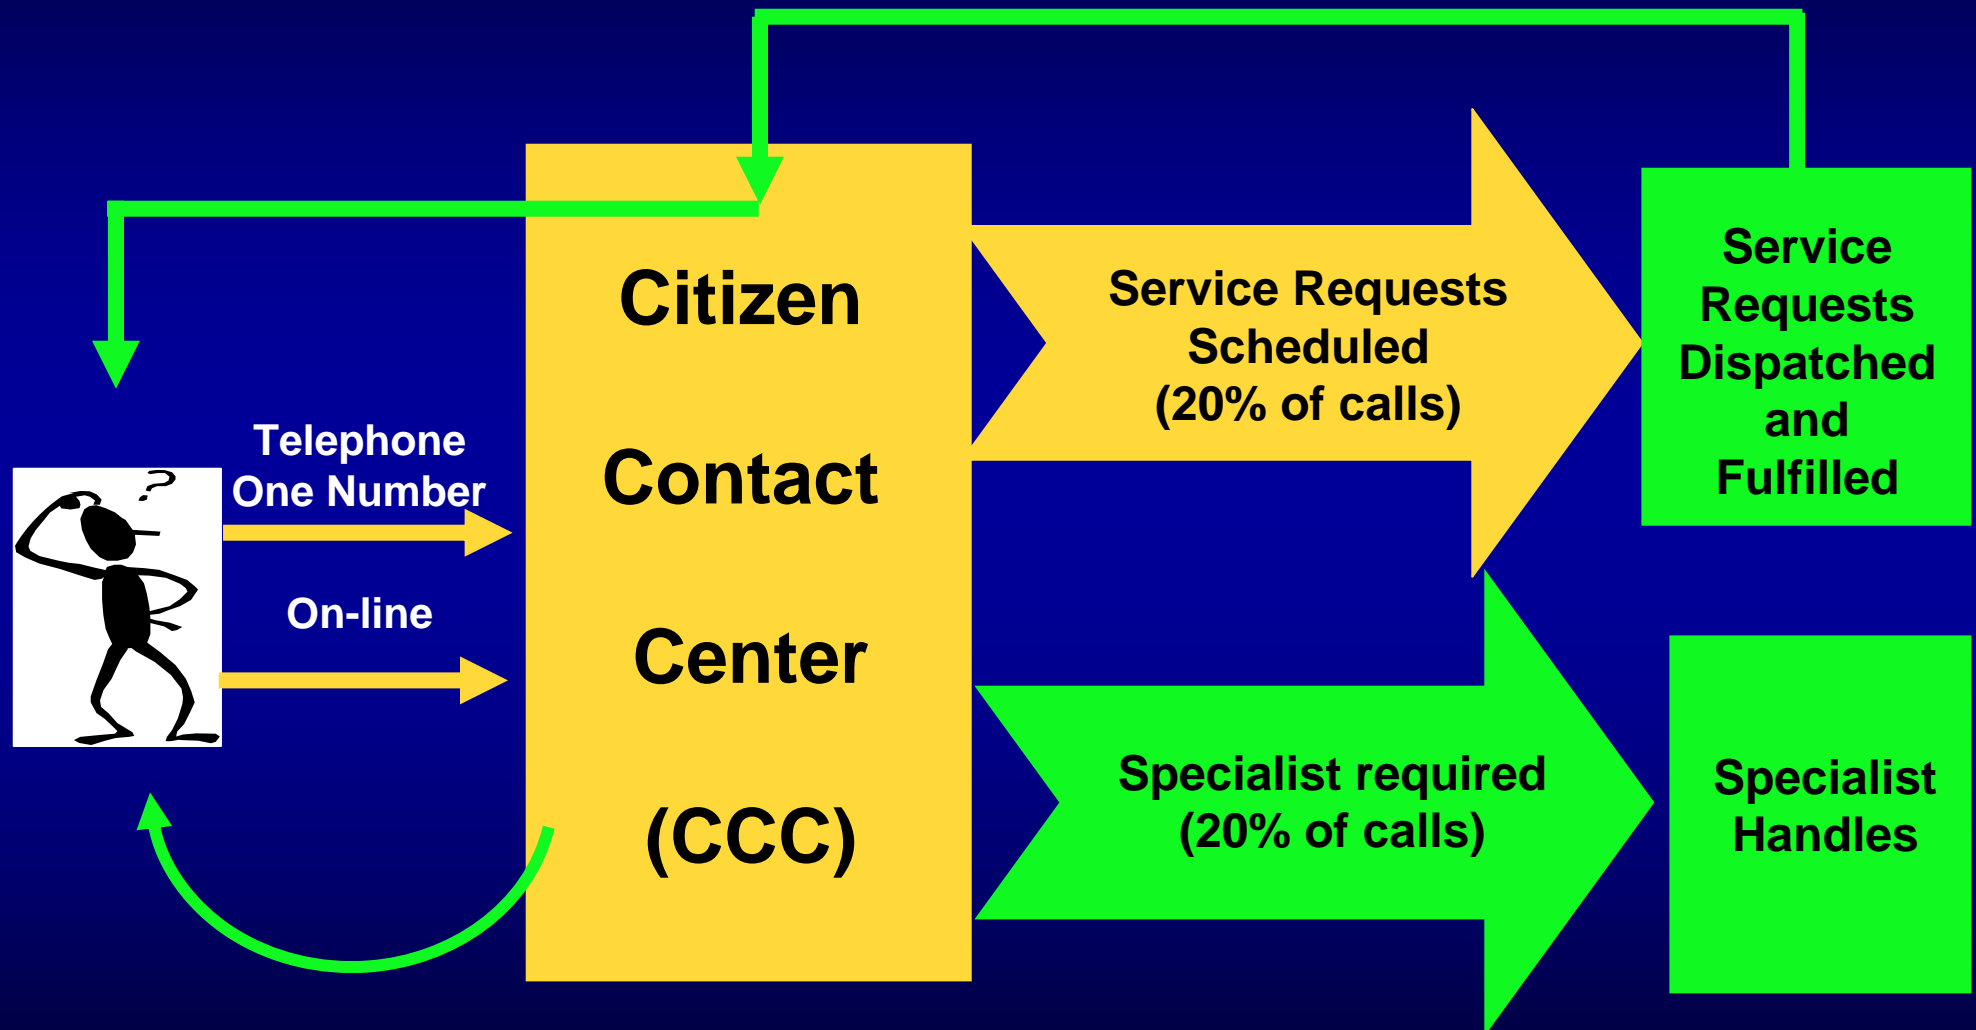 Telephone
One Number
On-line
?
Citizen
Contact
Center
(CCC)
Service Requests
Scheduled
(20% of calls)
Specialist required
(20% of calls)
Service
Requests
Dispatched
and
Fulfilled
Specialist
Handles